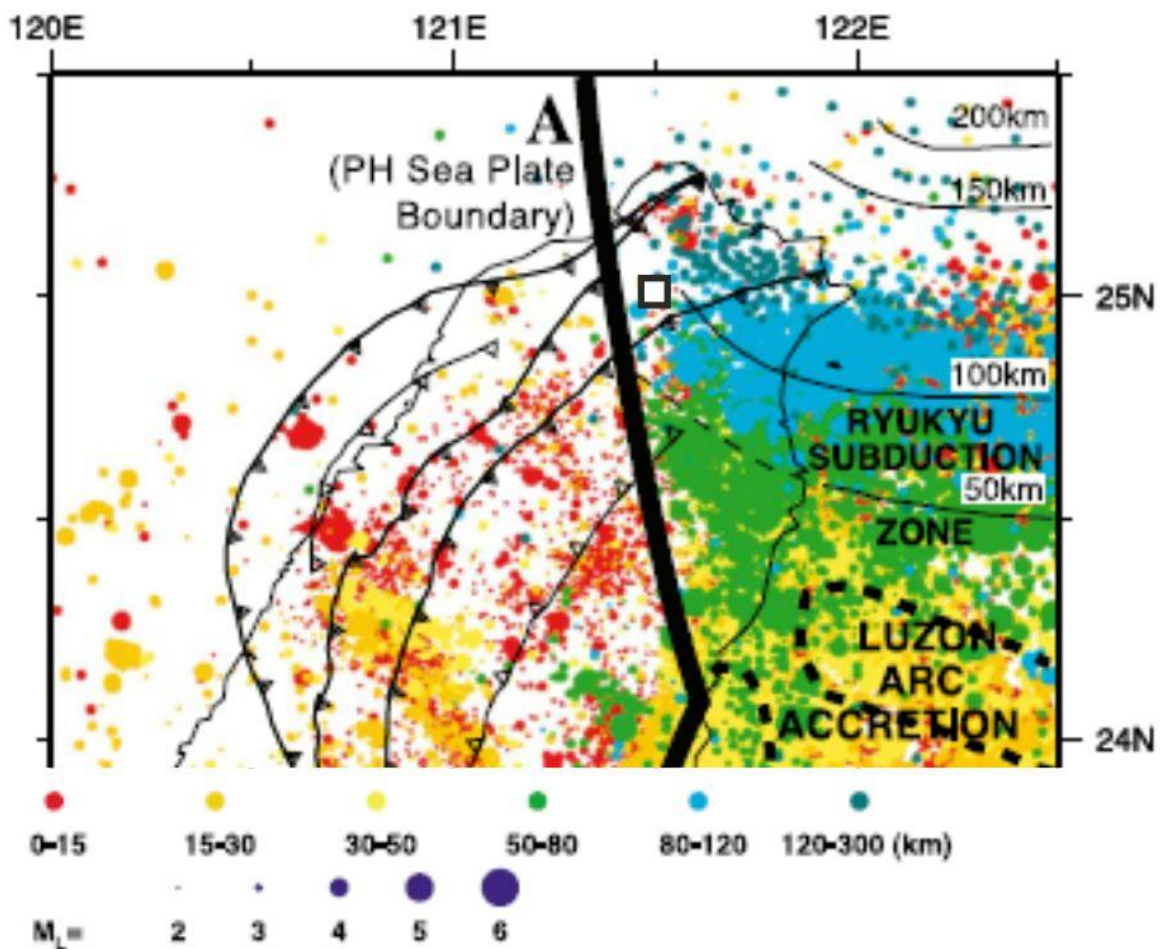 120E 121E 122E
A
(PH Sea Plate
Boundary)
200km
150km
25N
100km
RYUKYU
SUBDUCTION
50km
ZONE
LUZON
ARC
ACCRETION
24N
0-15 15-30 30-50 50-80 80-120 120-300 (km)
M_L= 2 3 4 5 6